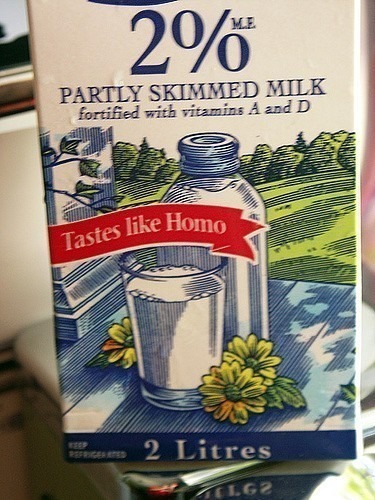 2% M.F.
PARTLY SKIMMED MILK
fortified with vitamins A and D
Tastes like Homo
KEEP
REFRIGERATED
2 Litres